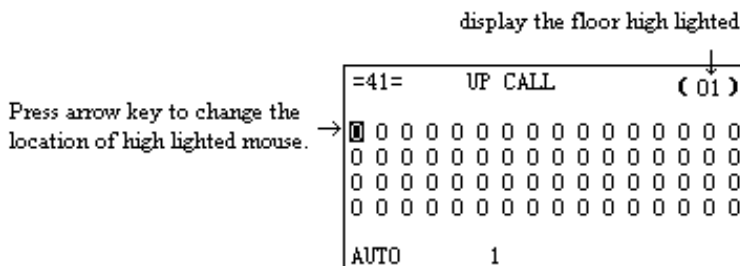 display the floor high lighted
↓
=41= UP CALL ( 01 )
Press arrow key to change the
location of high lighted mouse. →
0 0 0 0 0 0 0 0 0 0 0 0 0 0 0 0
0 0 0 0 0 0 0 0 0 0 0 0 0 0 0 0
0 0 0 0 0 0 0 0 0 0 0 0 0 0 0 0
0 0 0 0 0 0 0 0 0 0 0 0 0 0 0 0
AUTO 1